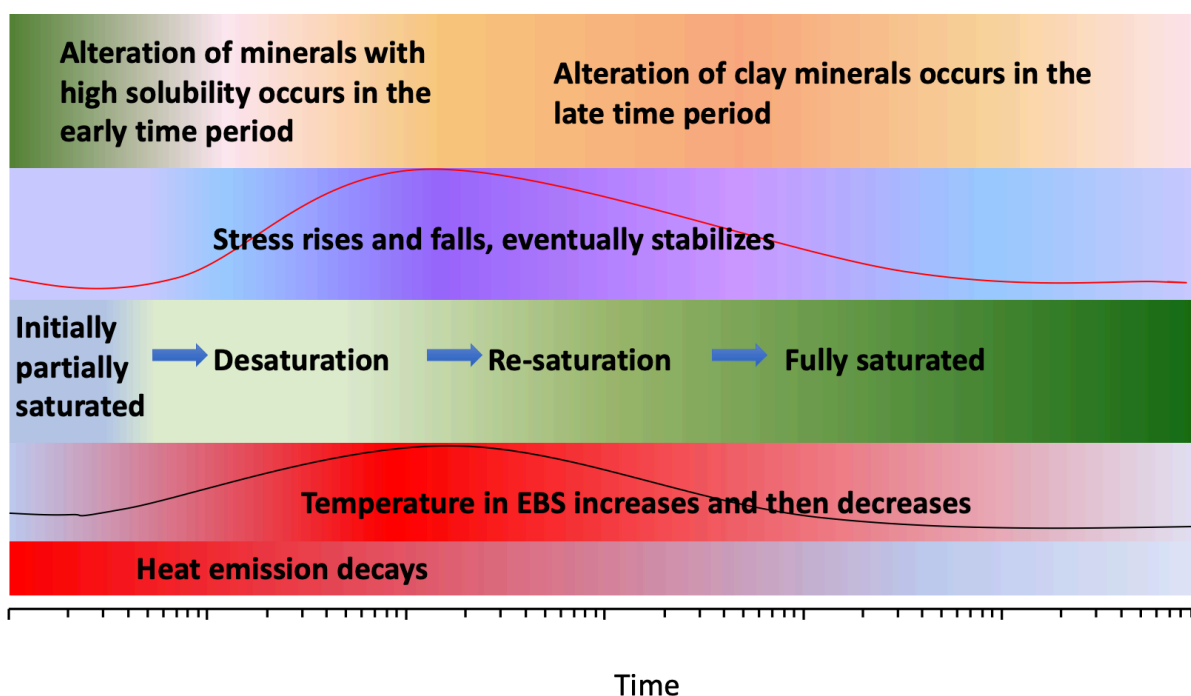 Alteration of minerals with
high solubility occurs in the
early time period
Alteration of clay minerals occurs in the
late time period
Stress rises and falls, eventually stabilizes
Initially
partially
saturated
Desaturation
Re-saturation
Fully saturated
Temperature in EBS increases and then decreases
Heat emission decays
Time